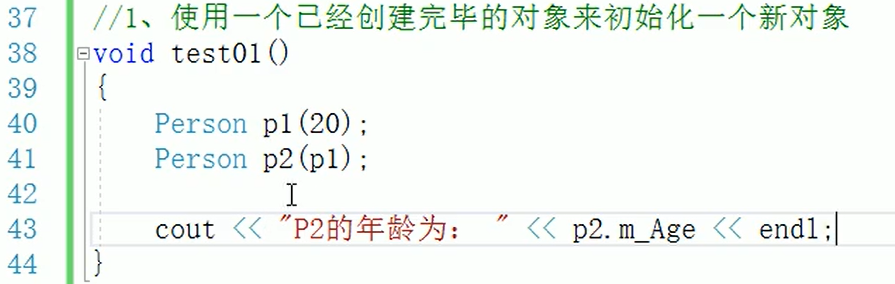 37 //1、使用一个已经创建完毕的对象来初始化一个新对象
38 void test01()
39 {
40 Person p1(20);
41 Person p2(p1);
42
43 cout << "P2的年龄为： " << p2.m_Age << endl;
44 }